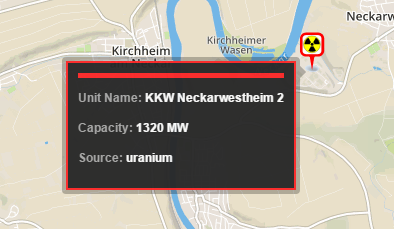 Neckarw
Kirchheimer
Wasen
Kirchheim
Unit Name: KKW Neckarwestheim 2
Capacity: 1320 MW
Source: uranium